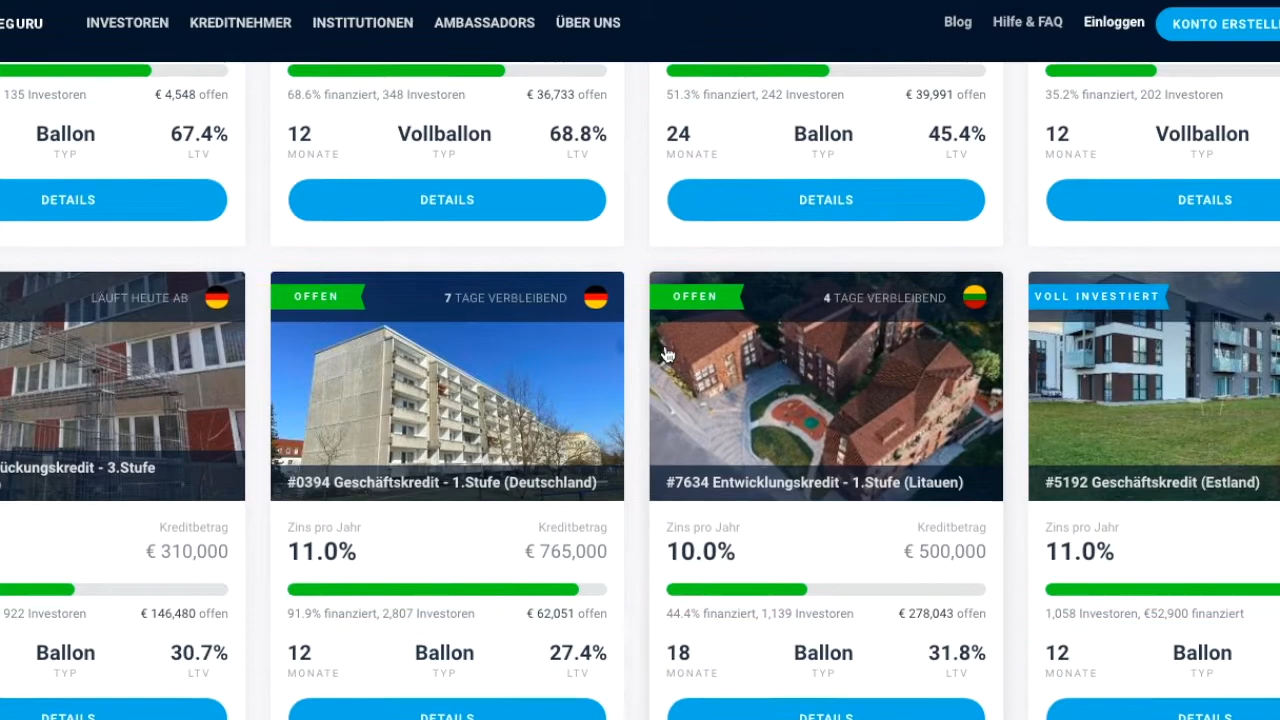 EGURU INVESTOREN KREDITNEHMER INSTITUTIONEN AMBASSADORS ÜBER UNS Blog Hilfe & FAQ Einloggen KONTO ERSTELL
135 Investoren € 4,548 offen 68.6% finanziert, 348 Investoren € 36,733 offen 51.3% finanziert, 242 Investoren € 39,991 offen 35.2% finanziert, 202 Investoren
Ballon 67.4% 12 Vollballon 68.8% 24 Ballon 45.4% 12 Vollballon
TYP LTV MONATE TYP LTV MONATE TYP LTV MONATE TYP
DETAILS DETAILS DETAILS DETAILS
LÄUFT HEUTE AB OFFEN 7 TAGE VERBLEIBEND OFFEN 4 TAGE VERBLEIBEND VOLL INVESTIERT
ückungskredit - 3.Stufe
#0394 Geschäftskredit - 1.Stufe (Deutschland) #7634 Entwicklungskredit - 1.Stufe (Litauen) #5192 Geschäftskredit (Estland)
Kreditbetrag Zins pro Jahr Kreditbetrag Zins pro Jahr Kreditbetrag Zins pro Jahr
€ 310,000 11.0% € 765,000 10.0% € 500,000 11.0%
922 Investoren € 146,480 offen 91.9% finanziert, 2,807 Investoren € 62,051 offen 44.4% finanziert, 1,139 Investoren € 278,043 offen 1,058 Investoren, €52,900 finanziert
Ballon 30.7% 12 Ballon 27.4% 18 Ballon 31.8% 12 Ballon
TYP LTV MONATE TYP LTV MONATE TYP LTV MONATE TYP
DETAILS DETAILS DETAILS DETAILS